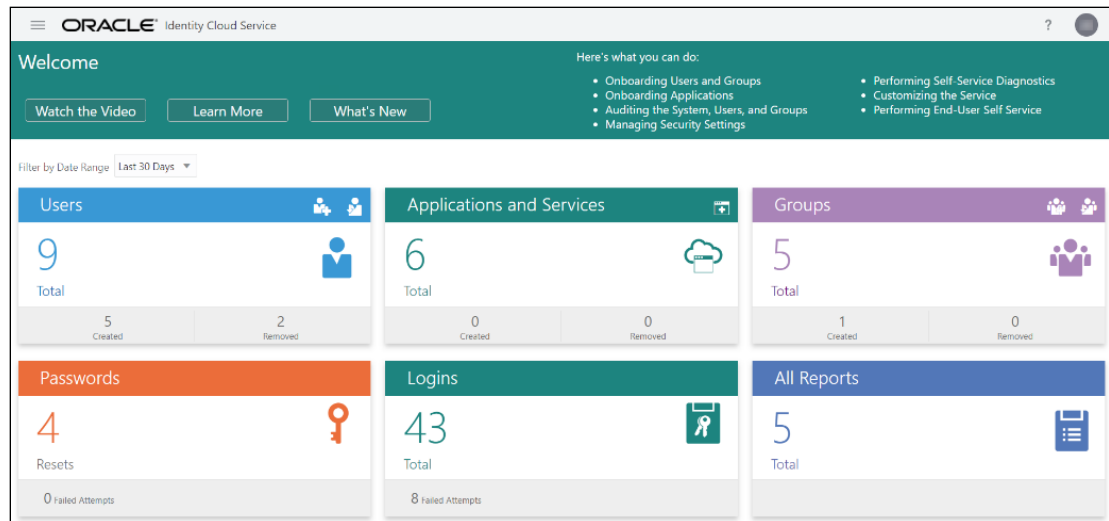 ORACLE® Identity Cloud Service
?
Welcome
Watch the Video
Learn More
What's New
Here's what you can do:
• Onboarding Users and Groups
• Onboarding Applications
• Auditing the System, Users, and Groups
• Managing Security Settings
• Performing Self-Service Diagnostics
• Customizing the Service
• Performing End-User Self Service
Filter by Date Range Last 30 Days
Users
9
Total
5
Created
2
Removed
Applications and Services
6
Total
0
Created
0
Removed
Groups
5
Total
1
Created
0
Removed
Passwords
4
Resets
0 Failed Attempts
Logins
43
Total
8 Failed Attempts
All Reports
5
Total